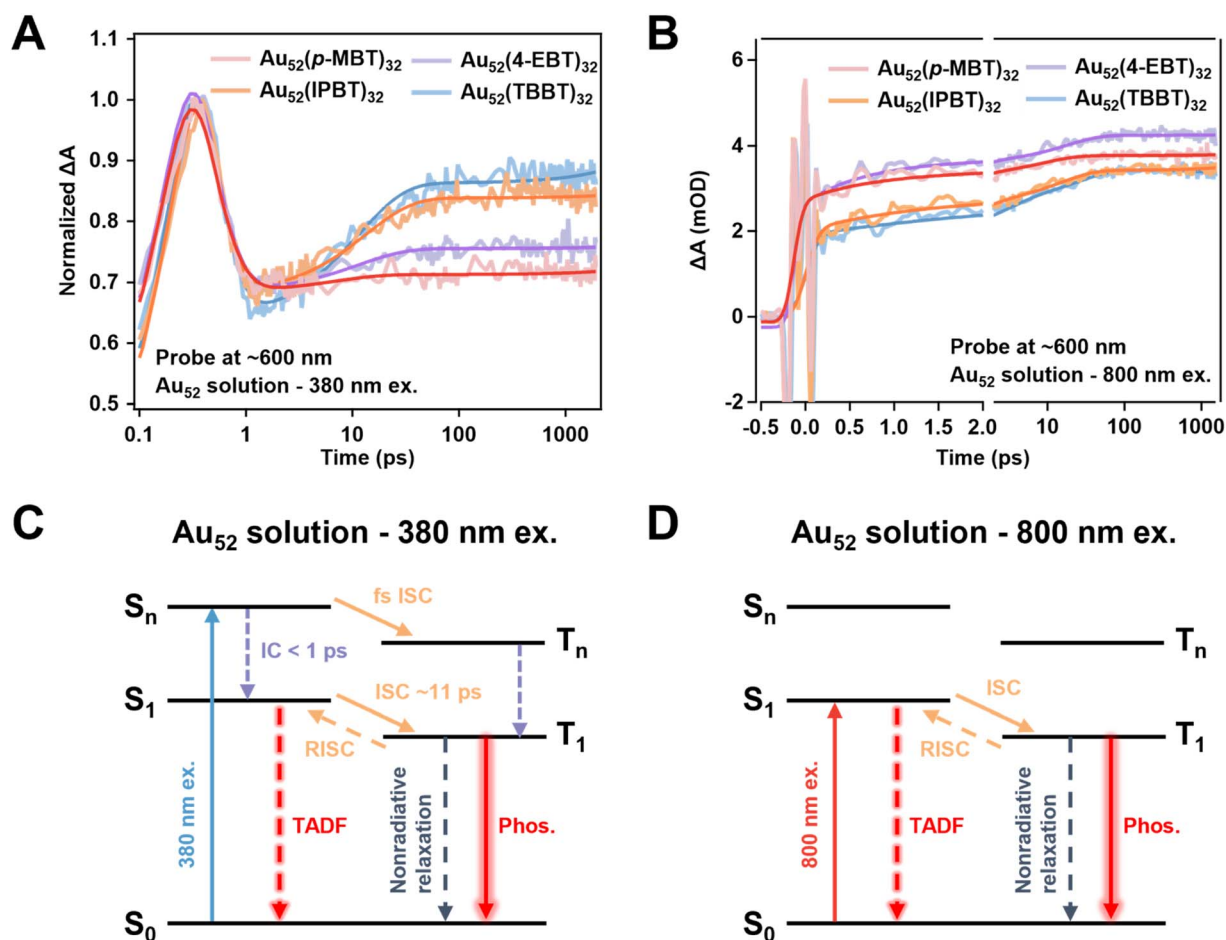 A
1.1
1.0
0.9
0.8
0.7
0.6
0.5
Normalized ΔA
Au52(p-MBT)32
Au52(4-EBT)32
Au52(IPBT)32
Au52(TBBT)32
Probe at ~600 nm
Au52 solution - 380 nm ex.
0.1 1 10 100 1000
Time (ps)
B
6
4
2
0
-2
ΔA (mOD)
Au52(p-MBT)32
Au52(4-EBT)32
Au52(IPBT)32
Au52(TBBT)32
Probe at ~600 nm
Au52 solution - 800 nm ex.
-0.5 0.0 0.5 1.0 1.5 2.0 10 100 1000
Time (ps)
C
Au52 solution - 380 nm ex.
Sn
fs ISC
Tn
IC < 1 ps
S1
ISC ~11 ps
T1
RISC
380 nm ex.
TADF
Nonradiative
relaxation
Phos.
S0
D
Au52 solution - 800 nm ex.
Sn
Tn
S1
ISC
T1
RISC
800 nm ex.
TADF
Nonradiative
relaxation
Phos.
S0